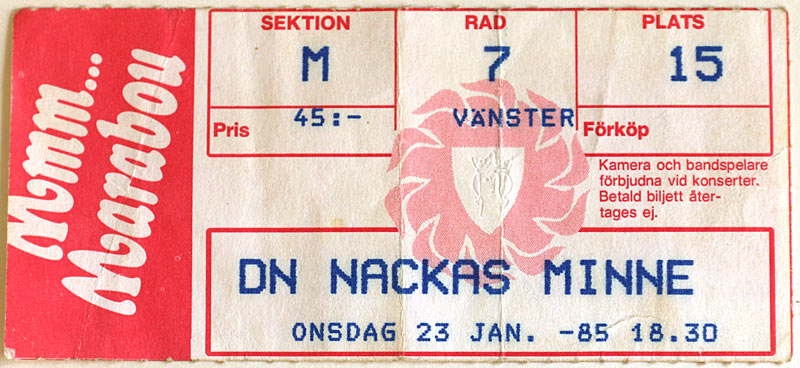 Mmm...
Marabou
SEKTION RAD PLATS
M 7 15
Pris 45:- VÄNSTER Förköp
Kamera och bandspelare
förbjudna vid konserter.
Betald biljett åter-
tages ej.
DN NACKAS MINNE
ONSDAG 23 JAN. -85 18.30